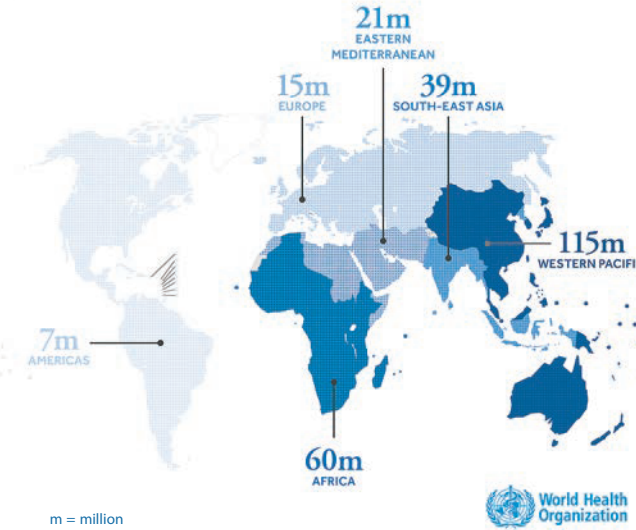 21m
EASTERN
MEDITERRANEAN
15m
EUROPE
39m
SOUTH-EAST ASIA
115m
WESTERN PACIFI
7m
AMERICAS
60m
AFRICA
m = million
World Health
Organization